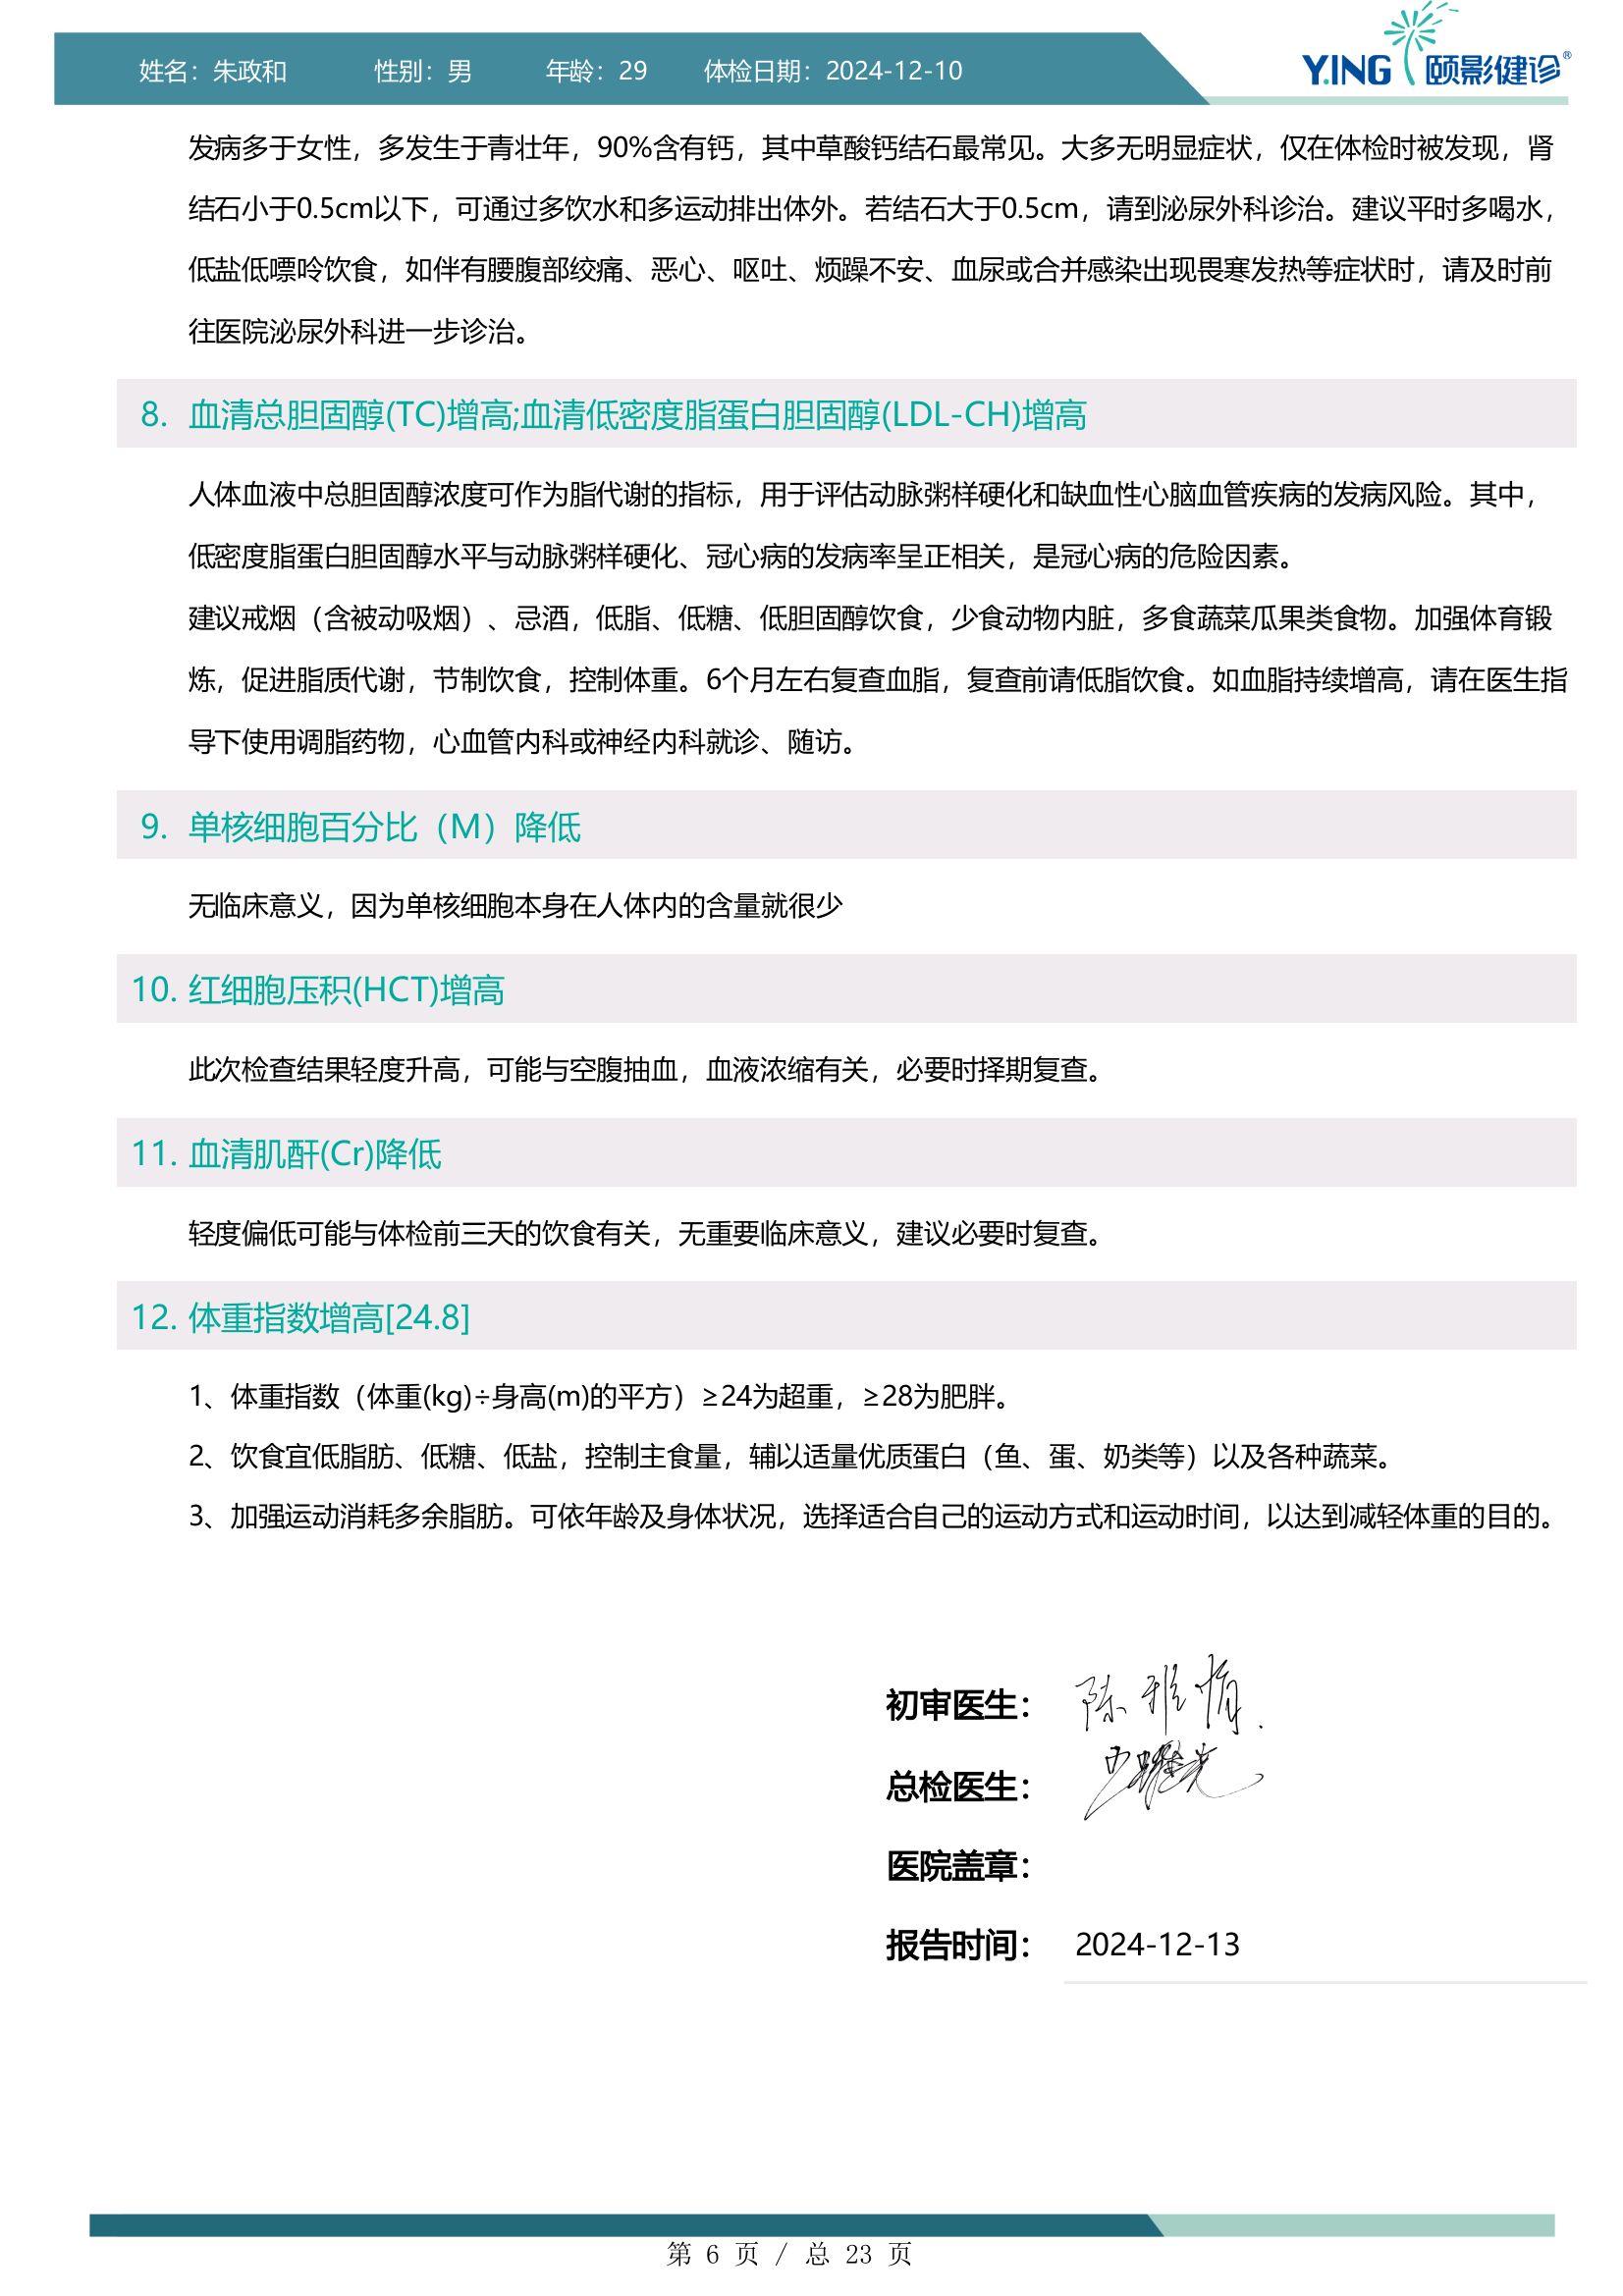 姓名：朱政和 性别：男 年龄：29 体检日期：2024-12-10
Y.ING 颐影健诊®
发病多于女性，多发生于青壮年，90%含有钙，其中草酸钙结石最常见。大多无明显症状，仅在体检时被发现，肾
结石小于0.5cm以下，可通过多饮水和多运动排出体外。若结石大于0.5cm，请到泌尿外科诊治。建议平时多喝水，
低盐低嘌呤饮食，如伴有腰腹部绞痛、恶心、呕吐、烦躁不安、血尿或合并感染出现畏寒发热等症状时，请及时前
往医院泌尿外科进一步诊治。
8. 血清总胆固醇(TC)增高;血清低密度脂蛋白胆固醇(LDL-CH)增高
人体血液中总胆固醇浓度可作为脂代谢的指标，用于评估动脉粥样硬化和缺血性心脑血管疾病的发病风险。其中，
低密度脂蛋白胆固醇水平与动脉粥样硬化、冠心病的发病率呈正相关，是冠心病的危险因素。
建议戒烟（含被动吸烟）、忌酒，低脂、低糖、低胆固醇饮食，少食动物内脏，多食蔬菜瓜果类食物。加强体育锻
炼，促进脂质代谢，节制饮食，控制体重。6个月左右复查血脂，复查前请低脂饮食。如血脂持续增高，请在医生指
导下使用调脂药物，心血管内科或神经内科就诊、随访。
9. 单核细胞百分比（M）降低
无临床意义，因为单核细胞本身在人体内的含量就很少
10. 红细胞压积(HCT)增高
此次检查结果轻度升高，可能与空腹抽血，血液浓缩有关，必要时择期复查。
11. 血清肌酐(Cr)降低
轻度偏低可能与体检前三天的饮食有关，无重要临床意义，建议必要时复查。
12. 体重指数增高[24.8]
1、体重指数（体重(kg)÷身高(m)的平方）≥24为超重，≥28为肥胖。
2、饮食宜低脂肪、低糖、低盐，控制主食量，辅以适量优质蛋白（鱼、蛋、奶类等）以及各种蔬菜。
3、加强运动消耗多余脂肪。可依年龄及身体状况，选择适合自己的运动方式和运动时间，以达到减轻体重的目的。
初审医生：
总检医生：
医院盖章：
报告时间： 2024-12-13
第 6 页 / 总 23 页